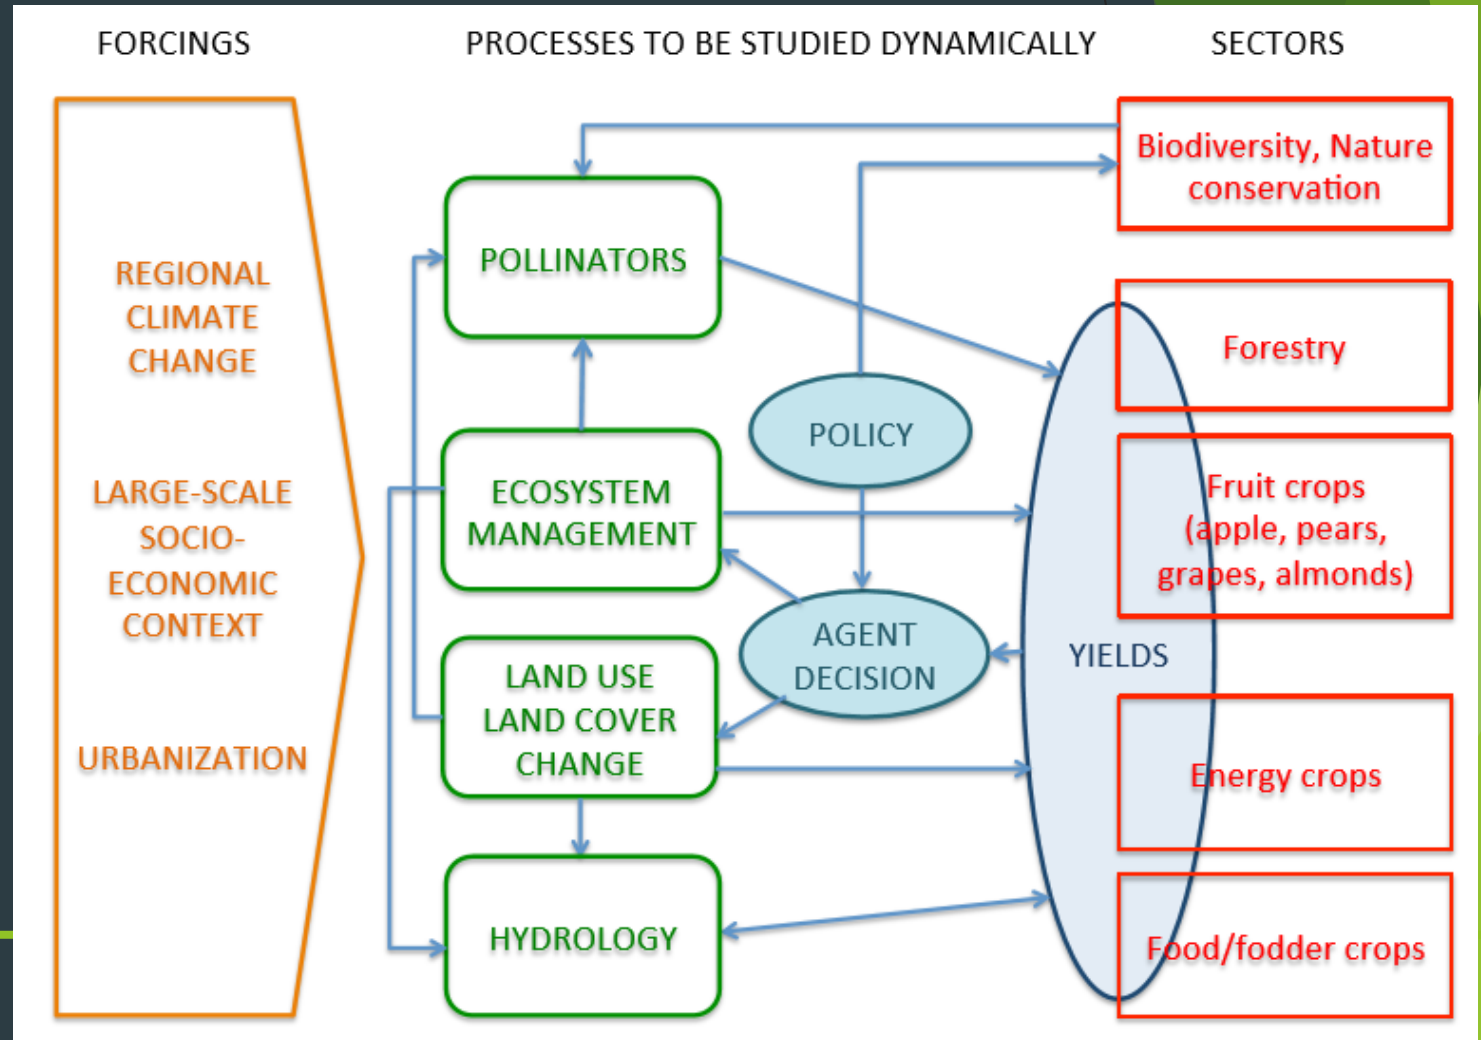 FORCINGS
PROCESSES TO BE STUDIED DYNAMICALLY
SECTORS
REGIONAL
CLIMATE
CHANGE
LARGE-SCALE
SOCIO-
ECONOMIC
CONTEXT
URBANIZATION
POLLINATORS
ECOSYSTEM
MANAGEMENT
LAND USE
LAND COVER
CHANGE
HYDROLOGY
POLICY
AGENT
DECISION
YIELDS
Biodiversity, Nature
conservation
Forestry
Fruit crops
(apple, pears,
grapes, almonds)
Energy crops
Food/fodder crops